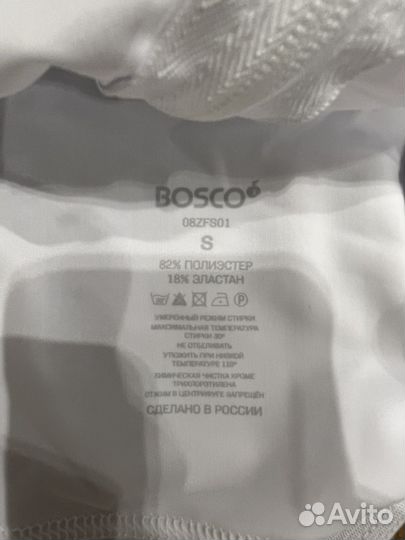 BOSCO
08ZFS01
S
82% ПОЛИЭСТЕР
18% ЭЛАСТАН
УМЕРЕННЫЙ РЕЖИМ СТИРКИ
МАКСИМАЛЬНАЯ ТЕМПЕРАТУРА
СТИРКИ 30°
НЕ ОТБЕЛИВАТЬ
УТЮЖИТЬ ПРИ НИЗКОЙ
ТЕМПЕРАТУРЕ 110°
ХИМИЧЕСКАЯ ЧИСТКА КРОМЕ
ТРИХЛОРЭТИЛЕНА
ОТЖИМ В ЦЕНТРИФУГЕ ЗАПРЕЩЁН
СДЕЛАНО В РОССИИ
Avito